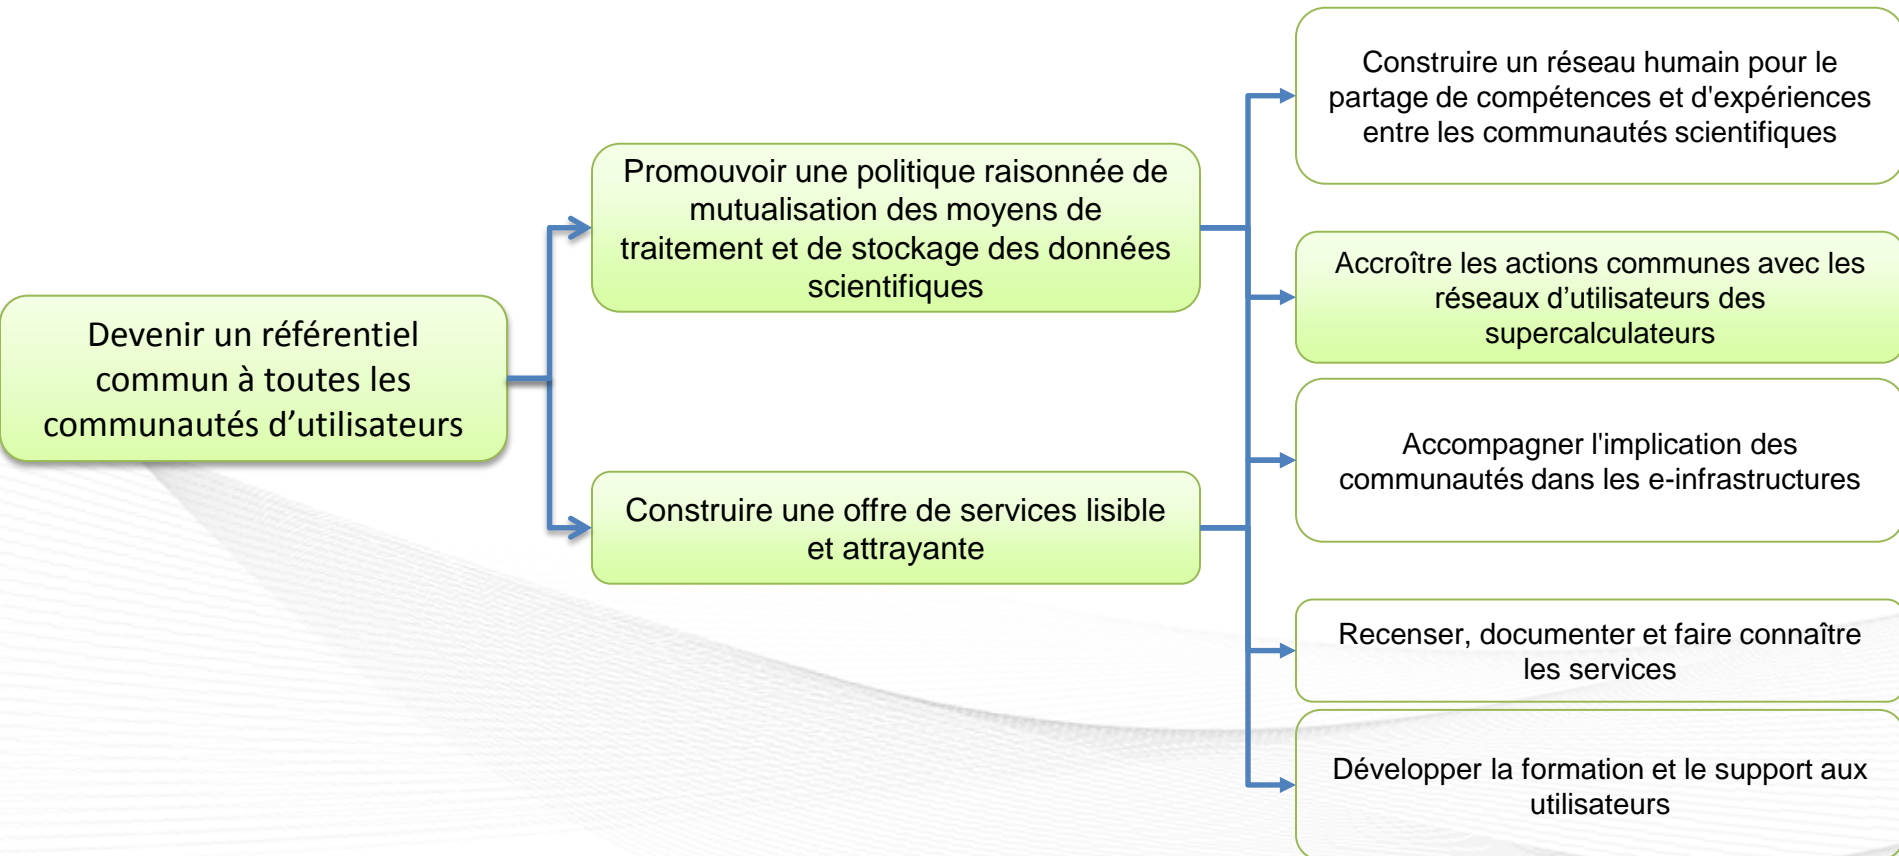 Devenir un référentiel
commun à toutes les
communautés d’utilisateurs
Promouvoir une politique raisonnée de
mutualisation des moyens de
traitement et de stockage des données
scientifiques
Construire une offre de services lisible
et attrayante
Construire un réseau humain pour le
partage de compétences et d'expériences
entre les communautés scientifiques
Accroître les actions communes avec les
réseaux d’utilisateurs des
supercalculateurs
Accompagner l'implication des
communautés dans les e-infrastructures
Recenser, documenter et faire connaître
les services
Développer la formation et le support aux
utilisateurs